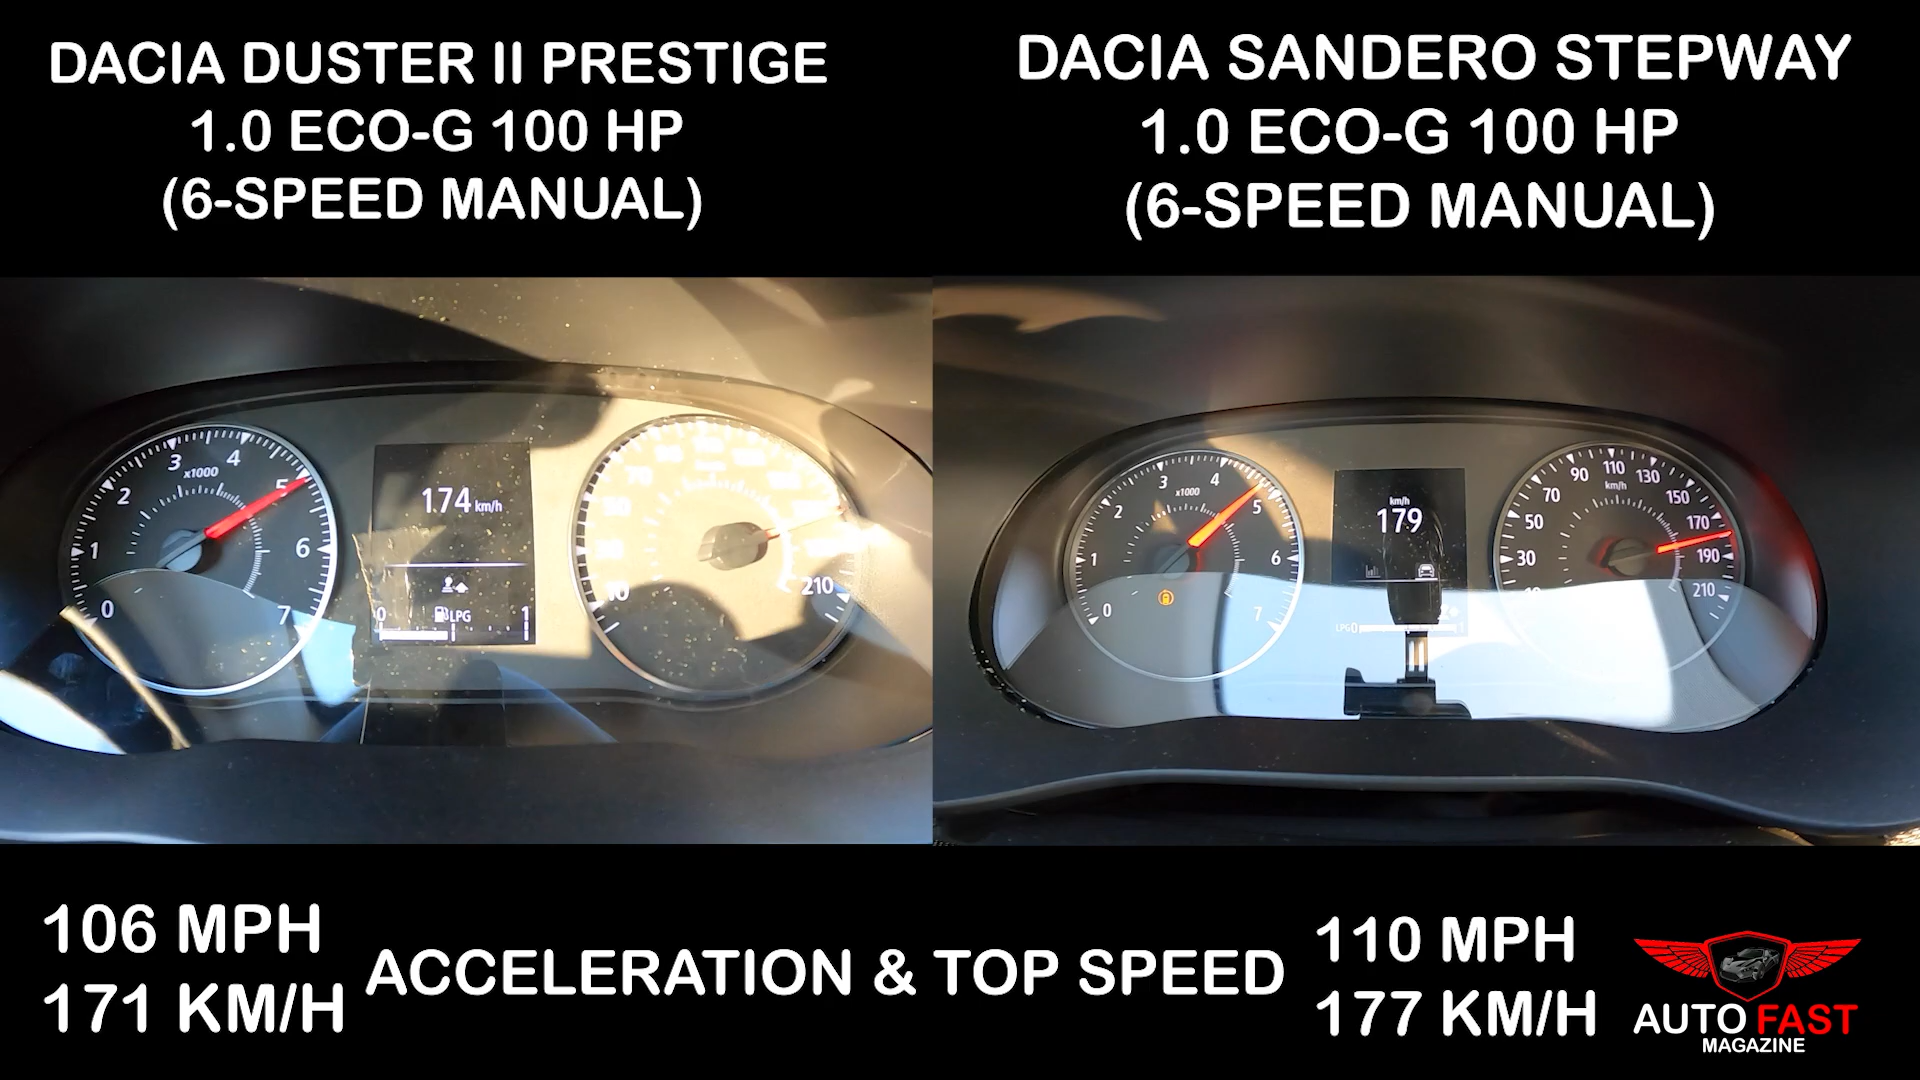 DACIA DUSTER II PRESTIGE
1.0 ECO-G 100 HP
(6-SPEED MANUAL)
DACIA SANDERO STEPWAY
1.0 ECO-G 100 HP
(6-SPEED MANUAL)
0 1 2 3 4 5 6 7
x1000
174 km/h
LPG
0 1
210
0 1 2 3 4 5 6 7
x1000
km/h
179
LPG 0
30 50 70 90 110 130 150 170 190 210
km/h
106 MPH
171 KM/H
ACCELERATION & TOP SPEED
110 MPH
177 KM/H
AUTO FAST
MAGAZINE